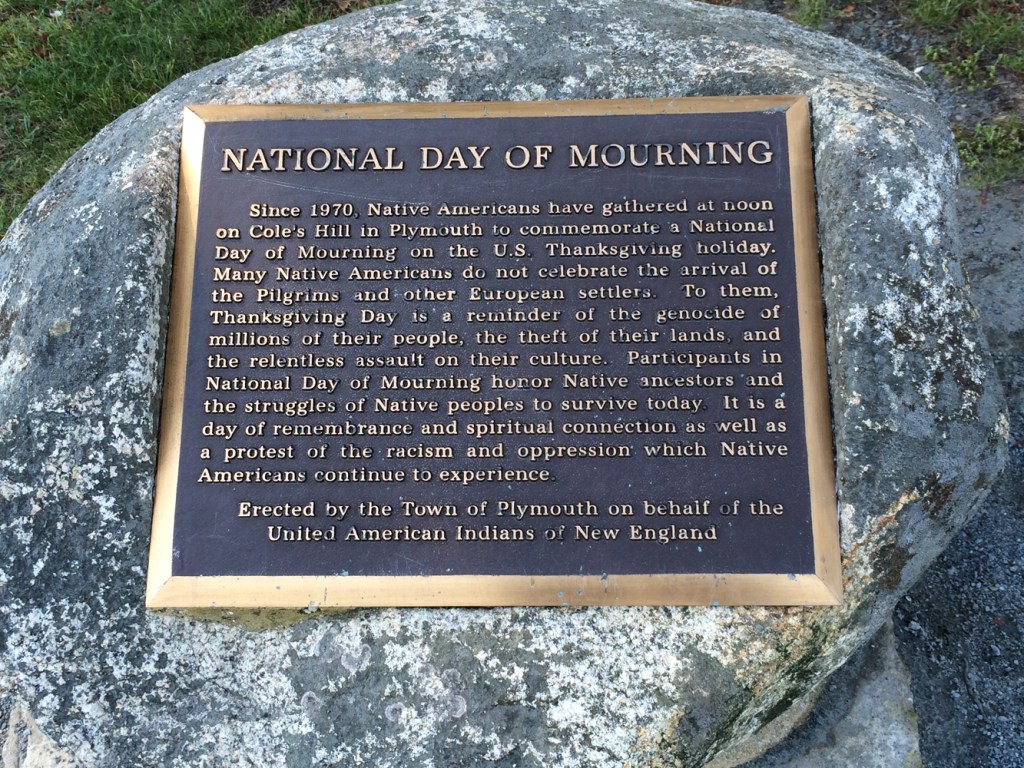 NATIONAL DAY OF MOURNING
Since 1970, Native Americans have gathered at noon
on Cole's Hill in Plymouth to commemorate a National
Day of Mourning on the U.S. Thanksgiving holiday.
Many Native Americans do not celebrate the arrival of
the Pilgrims and other European settlers. To them,
Thanksgiving Day is a reminder of the genocide of
millions of their people, the theft of their lands, and
the relentless assault on their culture. Participants in
National Day of Mourning honor Native ancestors and
the struggles of Native peoples to survive today. It is a
day of remembrance and spiritual connection as well as
a protest of the racism and oppression which Native
Americans continue to experience.
Erected by the Town of Plymouth on behalf of the
United American Indians of New England